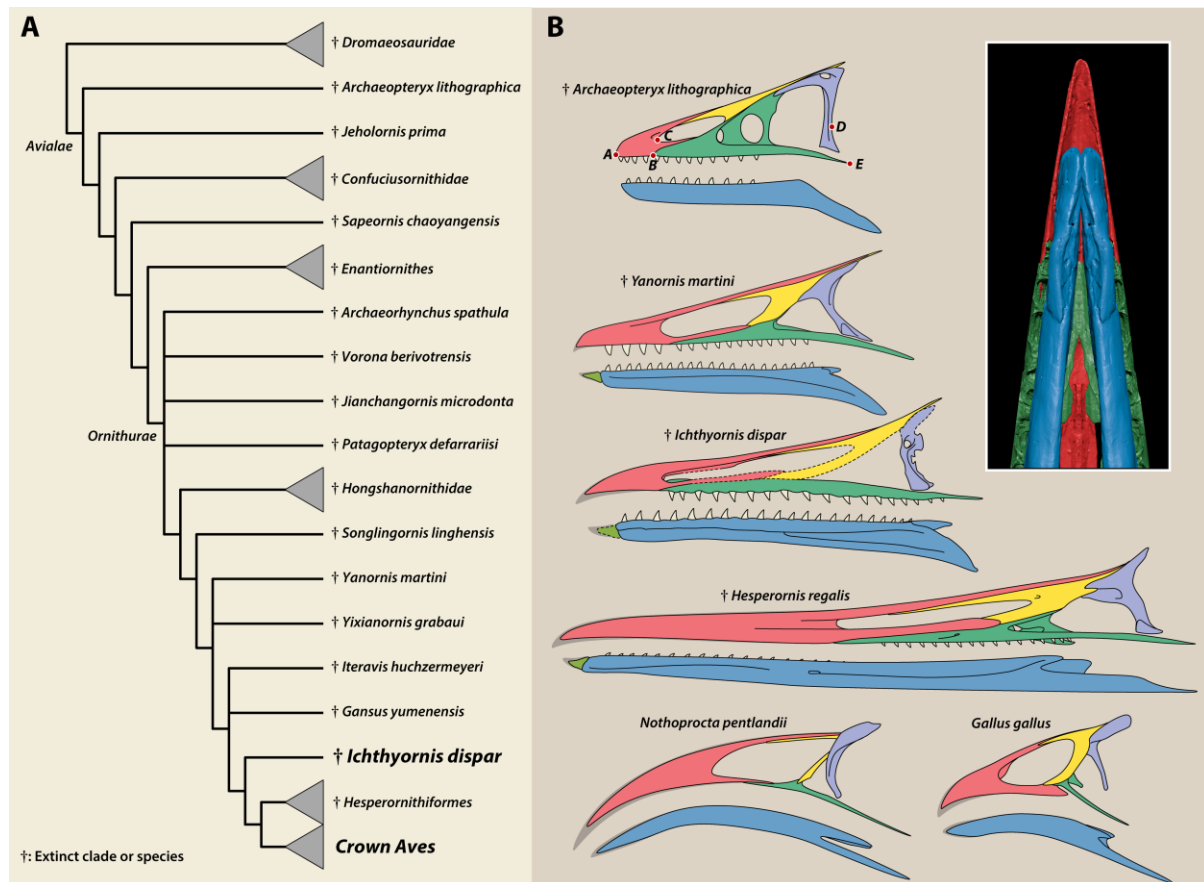 A
† Dromaeosauridae
† Archaeopteryx lithographica
† Jeholornis prima
Avialae
† Confuciusornithidae
† Sapeornis chaoyangensis
† Enantiornithes
† Archaeorhynchus spathula
† Vorona berivotrensis
† Jianchangornis microdonta
Ornithurae
† Patagopteryx defarrariisi
† Hongshanornithidae
† Songlingornis linghensis
† Yanornis martini
† Yixianornis grabaui
† Iteravis huchzermeyeri
† Gansus yumenensis
† Ichthyornis dispar
† Hesperornithiformes
Crown Aves
†: Extinct clade or species
B
† Archaeopteryx lithographica
A
B
C
D
E
† Yanornis martini
† Ichthyornis dispar
† Hesperornis regalis
Nothoprocta pentlandii
Gallus gallus